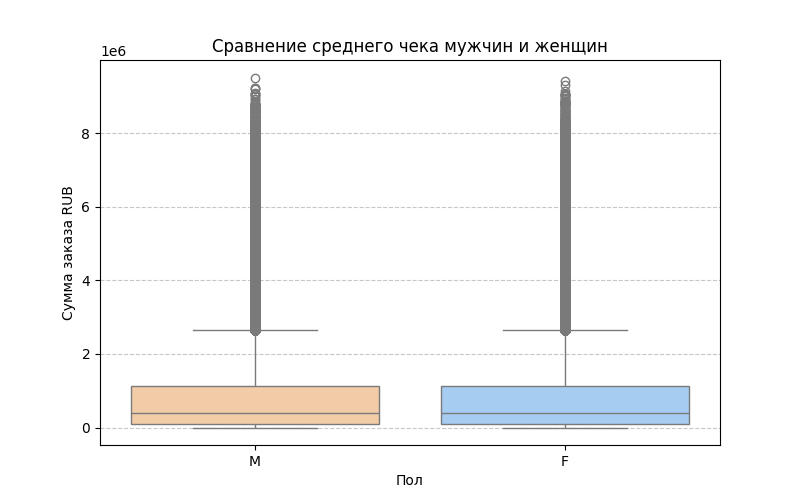 Сравнение среднего чека мужчин и женщин
1e6
8
6
4
2
0
Сумма заказа RUB
M
F
Пол